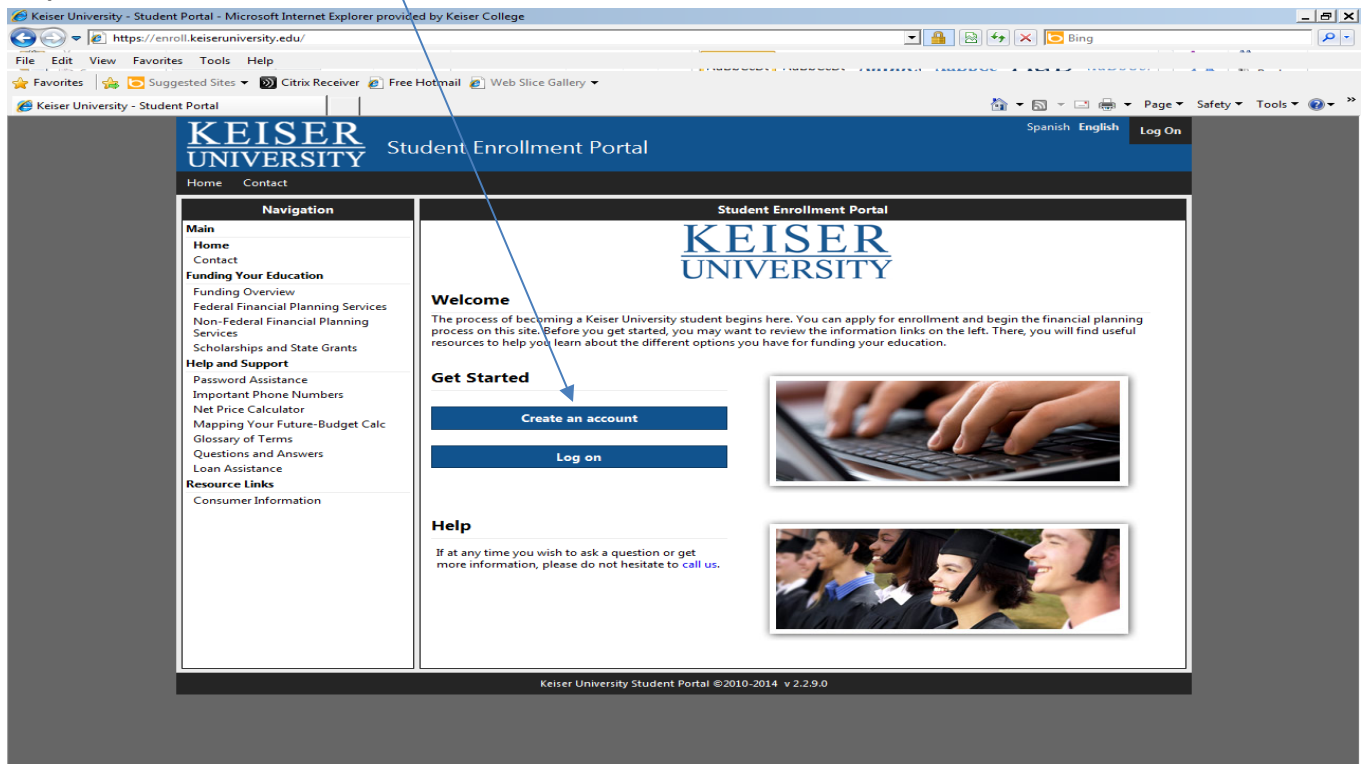 Keiser University - Student Portal - Microsoft Internet Explorer provided by Keiser College
https://enroll.keiseruniversity.edu/
Bing
File Edit View Favorites Tools Help
Favorites Suggested Sites Citrix Receiver Free Hotmail Web Slice Gallery
Keiser University - Student Portal
Page Safety Tools
KEISER
UNIVERSITY
Student Enrollment Portal
Spanish English
Log On
Home Contact
Navigation
Main
Home
Contact
Funding Your Education
Funding Overview
Federal Financial Planning Services
Non-Federal Financial Planning
Services
Scholarships and State Grants
Help and Support
Password Assistance
Important Phone Numbers
Net Price Calculator
Mapping Your Future-Budget Calc
Glossary of Terms
Questions and Answers
Loan Assistance
Resource Links
Consumer Information
Student Enrollment Portal
KEISER
UNIVERSITY
Welcome
The process of becoming a Keiser University student begins here. You can apply for enrollment and begin the financial planning
process on this site. Before you get started, you may want to review the information links on the left. There, you will find useful
resources to help you learn about the different options you have for funding your education.
Get Started
Create an account
Log on
Help
If at any time you wish to ask a question or get
more information, please do not hesitate to call us.
Keiser University Student Portal ©2010-2014 v 2.2.9.0